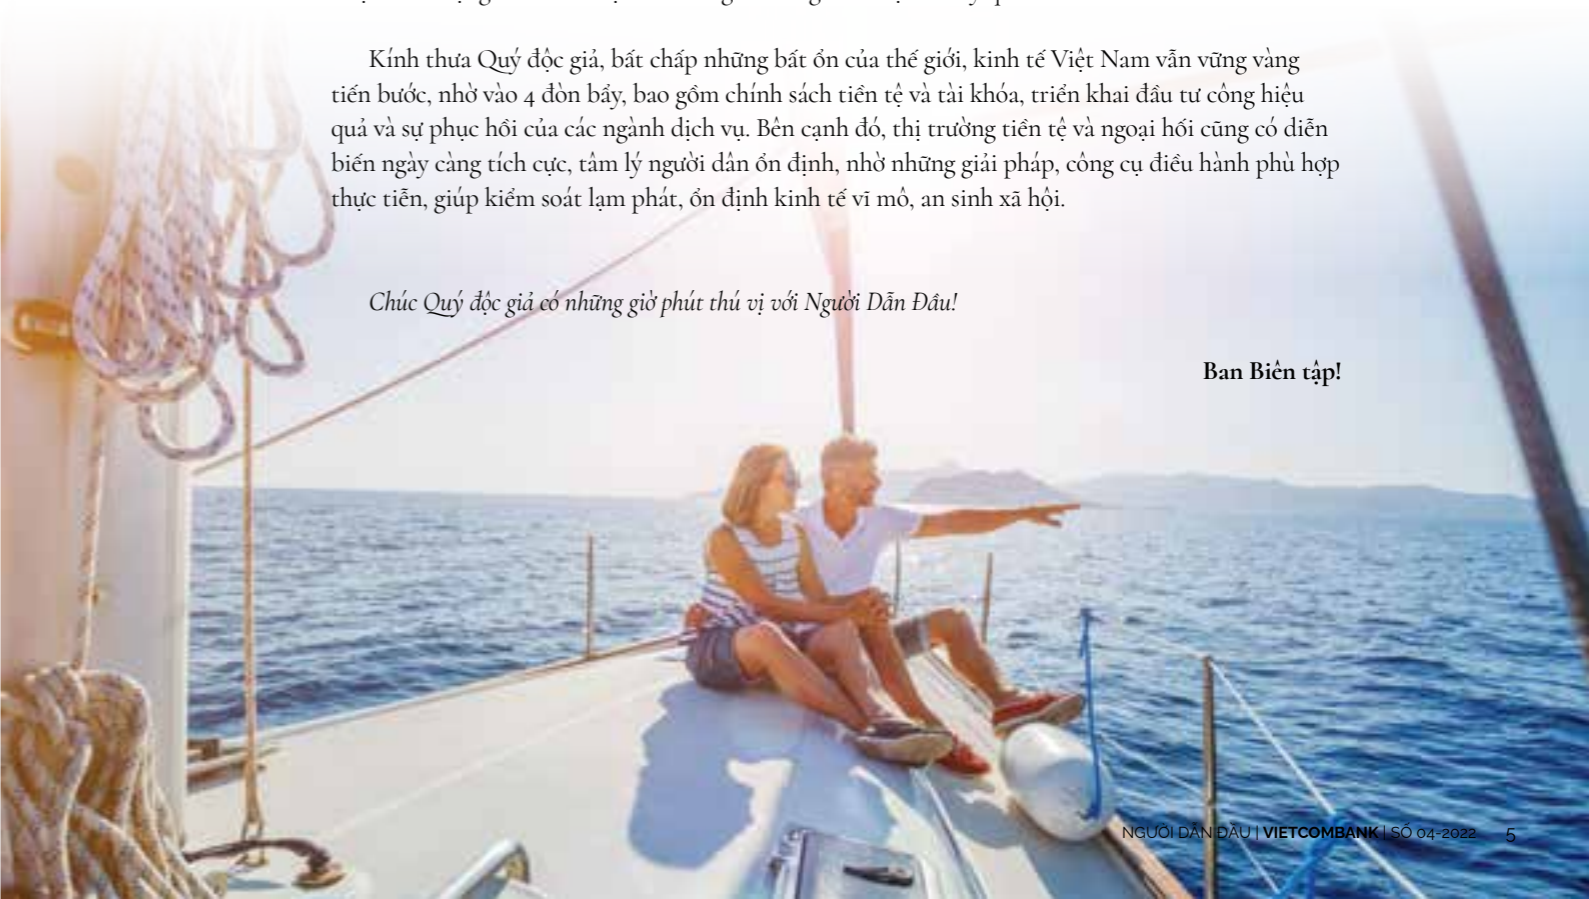 Kính thưa Quý độc giả, bất chấp những bất ổn của thế giới, kinh tế Việt Nam vẫn vững vàng
tiến bước, nhờ vào 4 đòn bẩy, bao gồm chính sách tiền tệ và tài khóa, triển khai đầu tư công hiệu
quả và sự phục hồi của các ngành dịch vụ. Bên cạnh đó, thị trường tiền tệ và ngoại hối cũng có diễn
biến ngày càng tích cực, tâm lý người dân ổn định, nhờ những giải pháp, công cụ điều hành phù hợp
thực tiễn, giúp kiểm soát lạm phát, ổn định kinh tế vĩ mô, an sinh xã hội.
Chúc Quý độc giả có những giờ phút thú vị với Người Dẫn Đầu!
Ban Biên tập!
NGƯỜI DẪN ĐẦU | VIETCOMBANK | SỐ 04-2022 5